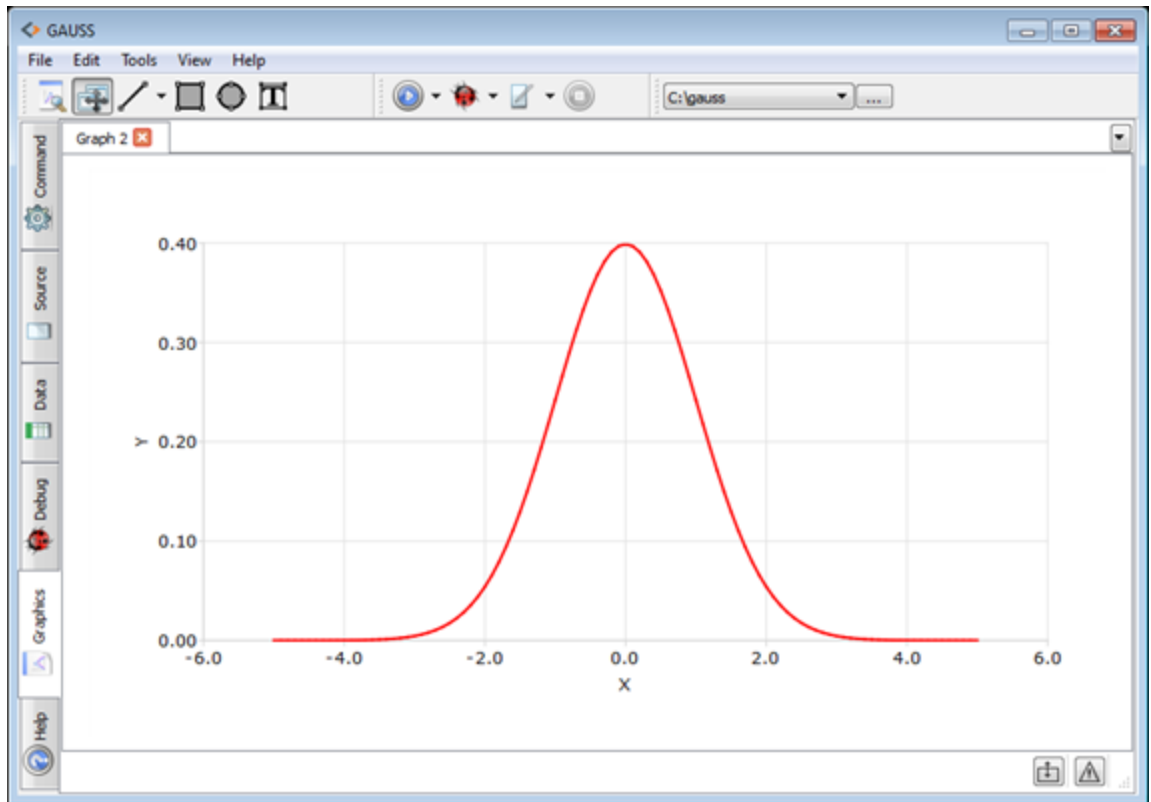 GAUSS
File Edit Tools View Help
T
C:\gauss ...
Graph 2
Command
Source
Data
Debug
Graphics
Help
0.40
0.30
Y 0.20
0.10
0.00
-6.0 -4.0 -2.0 0.0 2.0 4.0 6.0
X